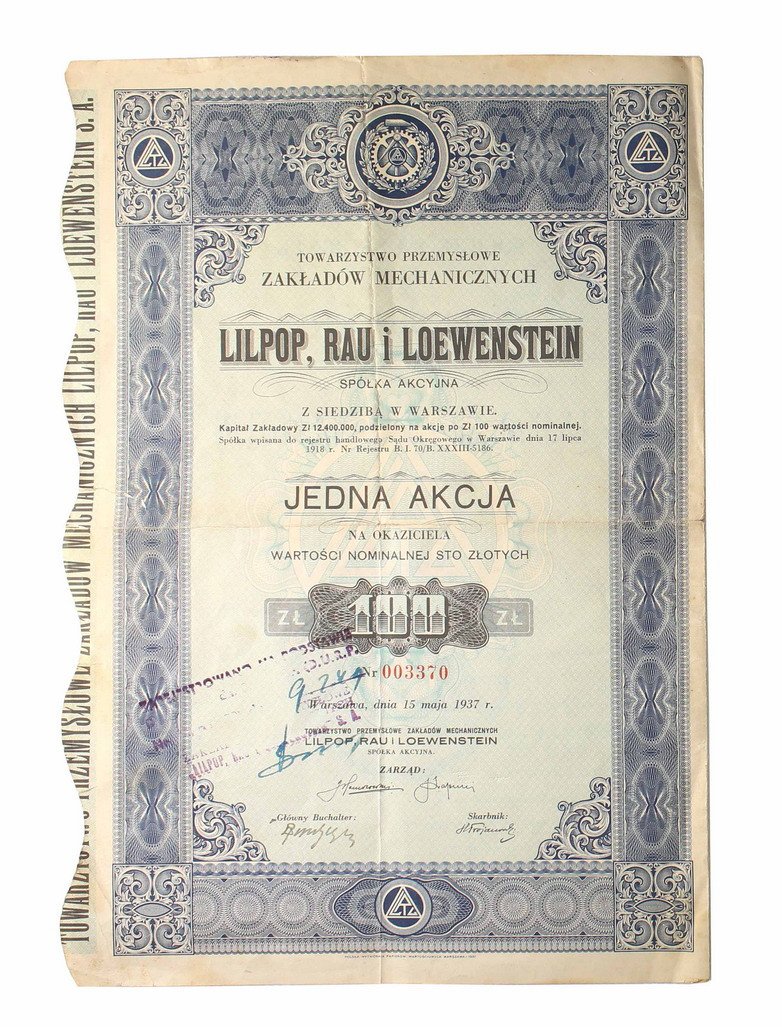 TOWARZYSTWO PRZEMYSŁOWE
ZAKŁADÓW MECHANICZNYCH
LILPOP, RAU i LOEWENSTEIN
SPÓŁKA AKCYJNA
Z SIEDZIBĄ W WARSZAWIE.
Kapitał Zakładowy Zł 12.400.000, podzielony na akcje po Zł 100 wartości nominalnej.
Spółka wpisana do rejestru handlowego Sądu Okręgowego w Warszawie dnia 17 lipca
1918 r. Nr Rejestru B. I. 70/B. XXXIII-5186.
JEDNA AKCJA
NA OKAZICIELA
WARTOŚCI NOMINALNEJ STO ZŁOTYCH
ZŁ 100 ZŁ
Nr 003370
Warszawa, dnia 15 maja 1937 r.
TOWARZYSTWO PRZEMYSŁOWE ZAKŁADÓW MECHANICZNYCH
LILPOP, RAU i LOEWENSTEIN
SPÓŁKA AKCYJNA.
ZARZĄD:
Główny Buchalter: Skarbnik:
TOWARZYSTWO PRZEMYSŁOWE ZAKŁADÓW MECHANICZNYCH LILPOP, RAU i LOEWENSTEIN S. A.
ZAREJESTROWANO NA PODSTAWIE
LILPOP, S. A.